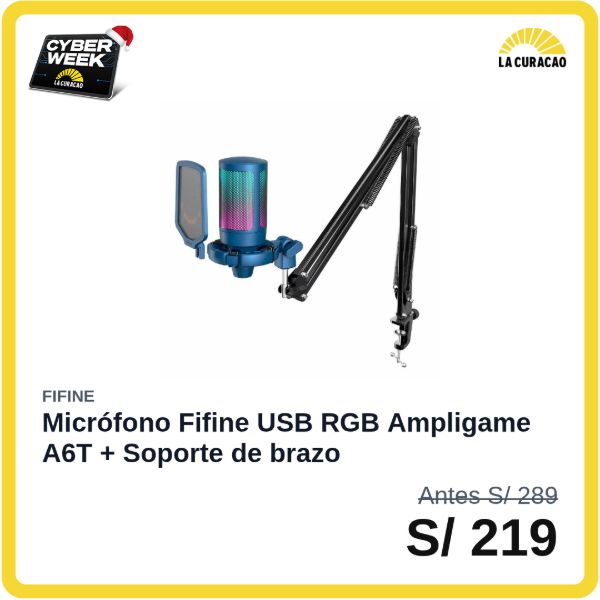 CYBER
WEEK
LA CURACAO
LA CURACAO
FIFINE
Micrófono Fifine USB RGB Ampligame
A6T + Soporte de brazo
Antes S/ 289
S/ 219